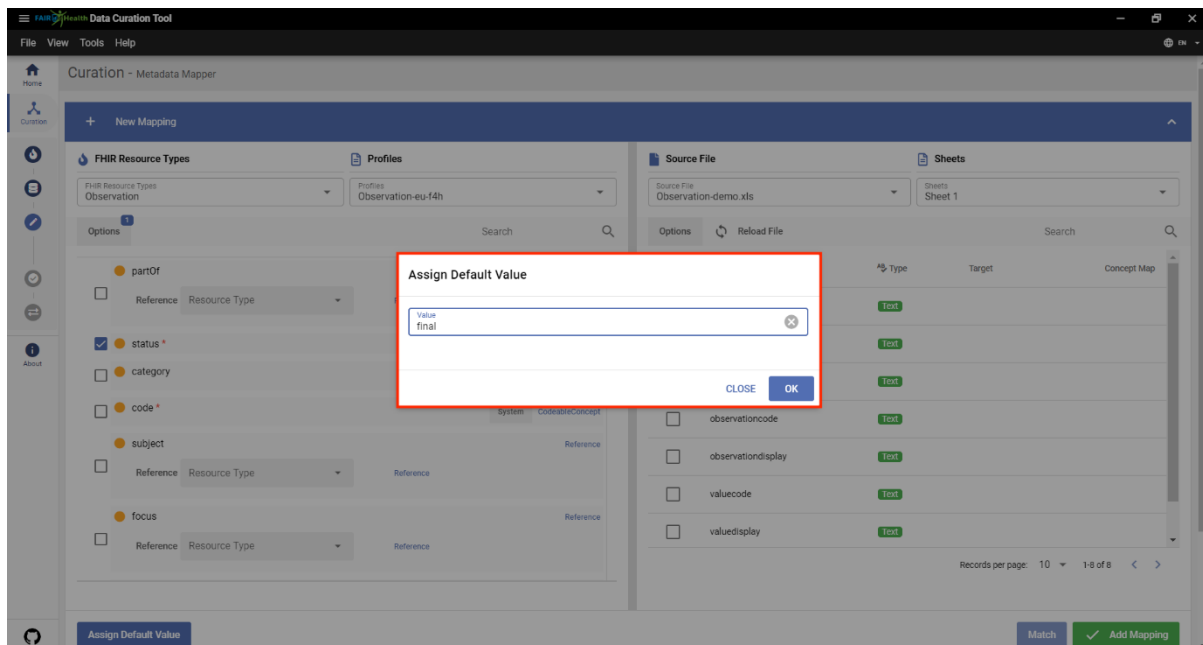 FAIR4Health Data Curation Tool
File View Tools Help
EN
Home
Curation
About
Curation - Metadata Mapper
+ New Mapping
FHIR Resource Types
Profiles
FHIR Resource Types
Observation
Profiles
Observation-eu-f4h
Options
1
Search
partOf
Reference Resource Type
status *
category
code *
System CodeableConcept
subject
Reference
Reference Resource Type
Reference
focus
Reference
Reference Resource Type
Reference
Source File
Sheets
Source File
Observation-demo.xls
Sheets
Sheet 1
Options
Reload File
Search
Type Target Concept Map
Text
Text
Text
observationcode Text
observationdisplay Text
valuecode Text
valuedisplay Text
Records per page: 10 1-8 of 8
Assign Default Value
Value
final
CLOSE OK
Assign Default Value
Match
Add Mapping